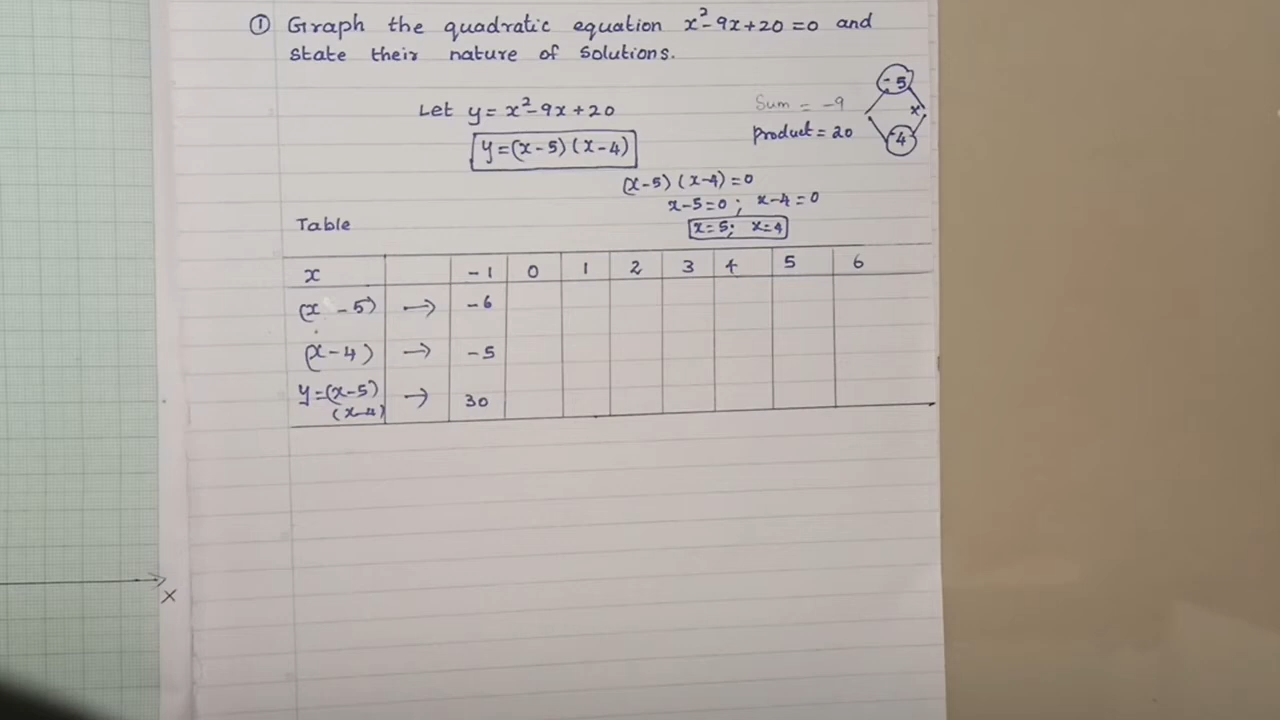 ① Graph the quadratic equation x²-9x+20=0 and
state their nature of solutions.
Let y = x²-9x+20
y=(x-5)(x-4)
Sum = -9
product = 20
-5
x
-4
(x-5)(x-4)=0
x-5=0 ; x-4=0
x=5; x=4
Table
x -1 0 1 2 3 4 5 6
(x -5) → -6
(x-4) → -5
y=(x-5)(x-4) → 30
X